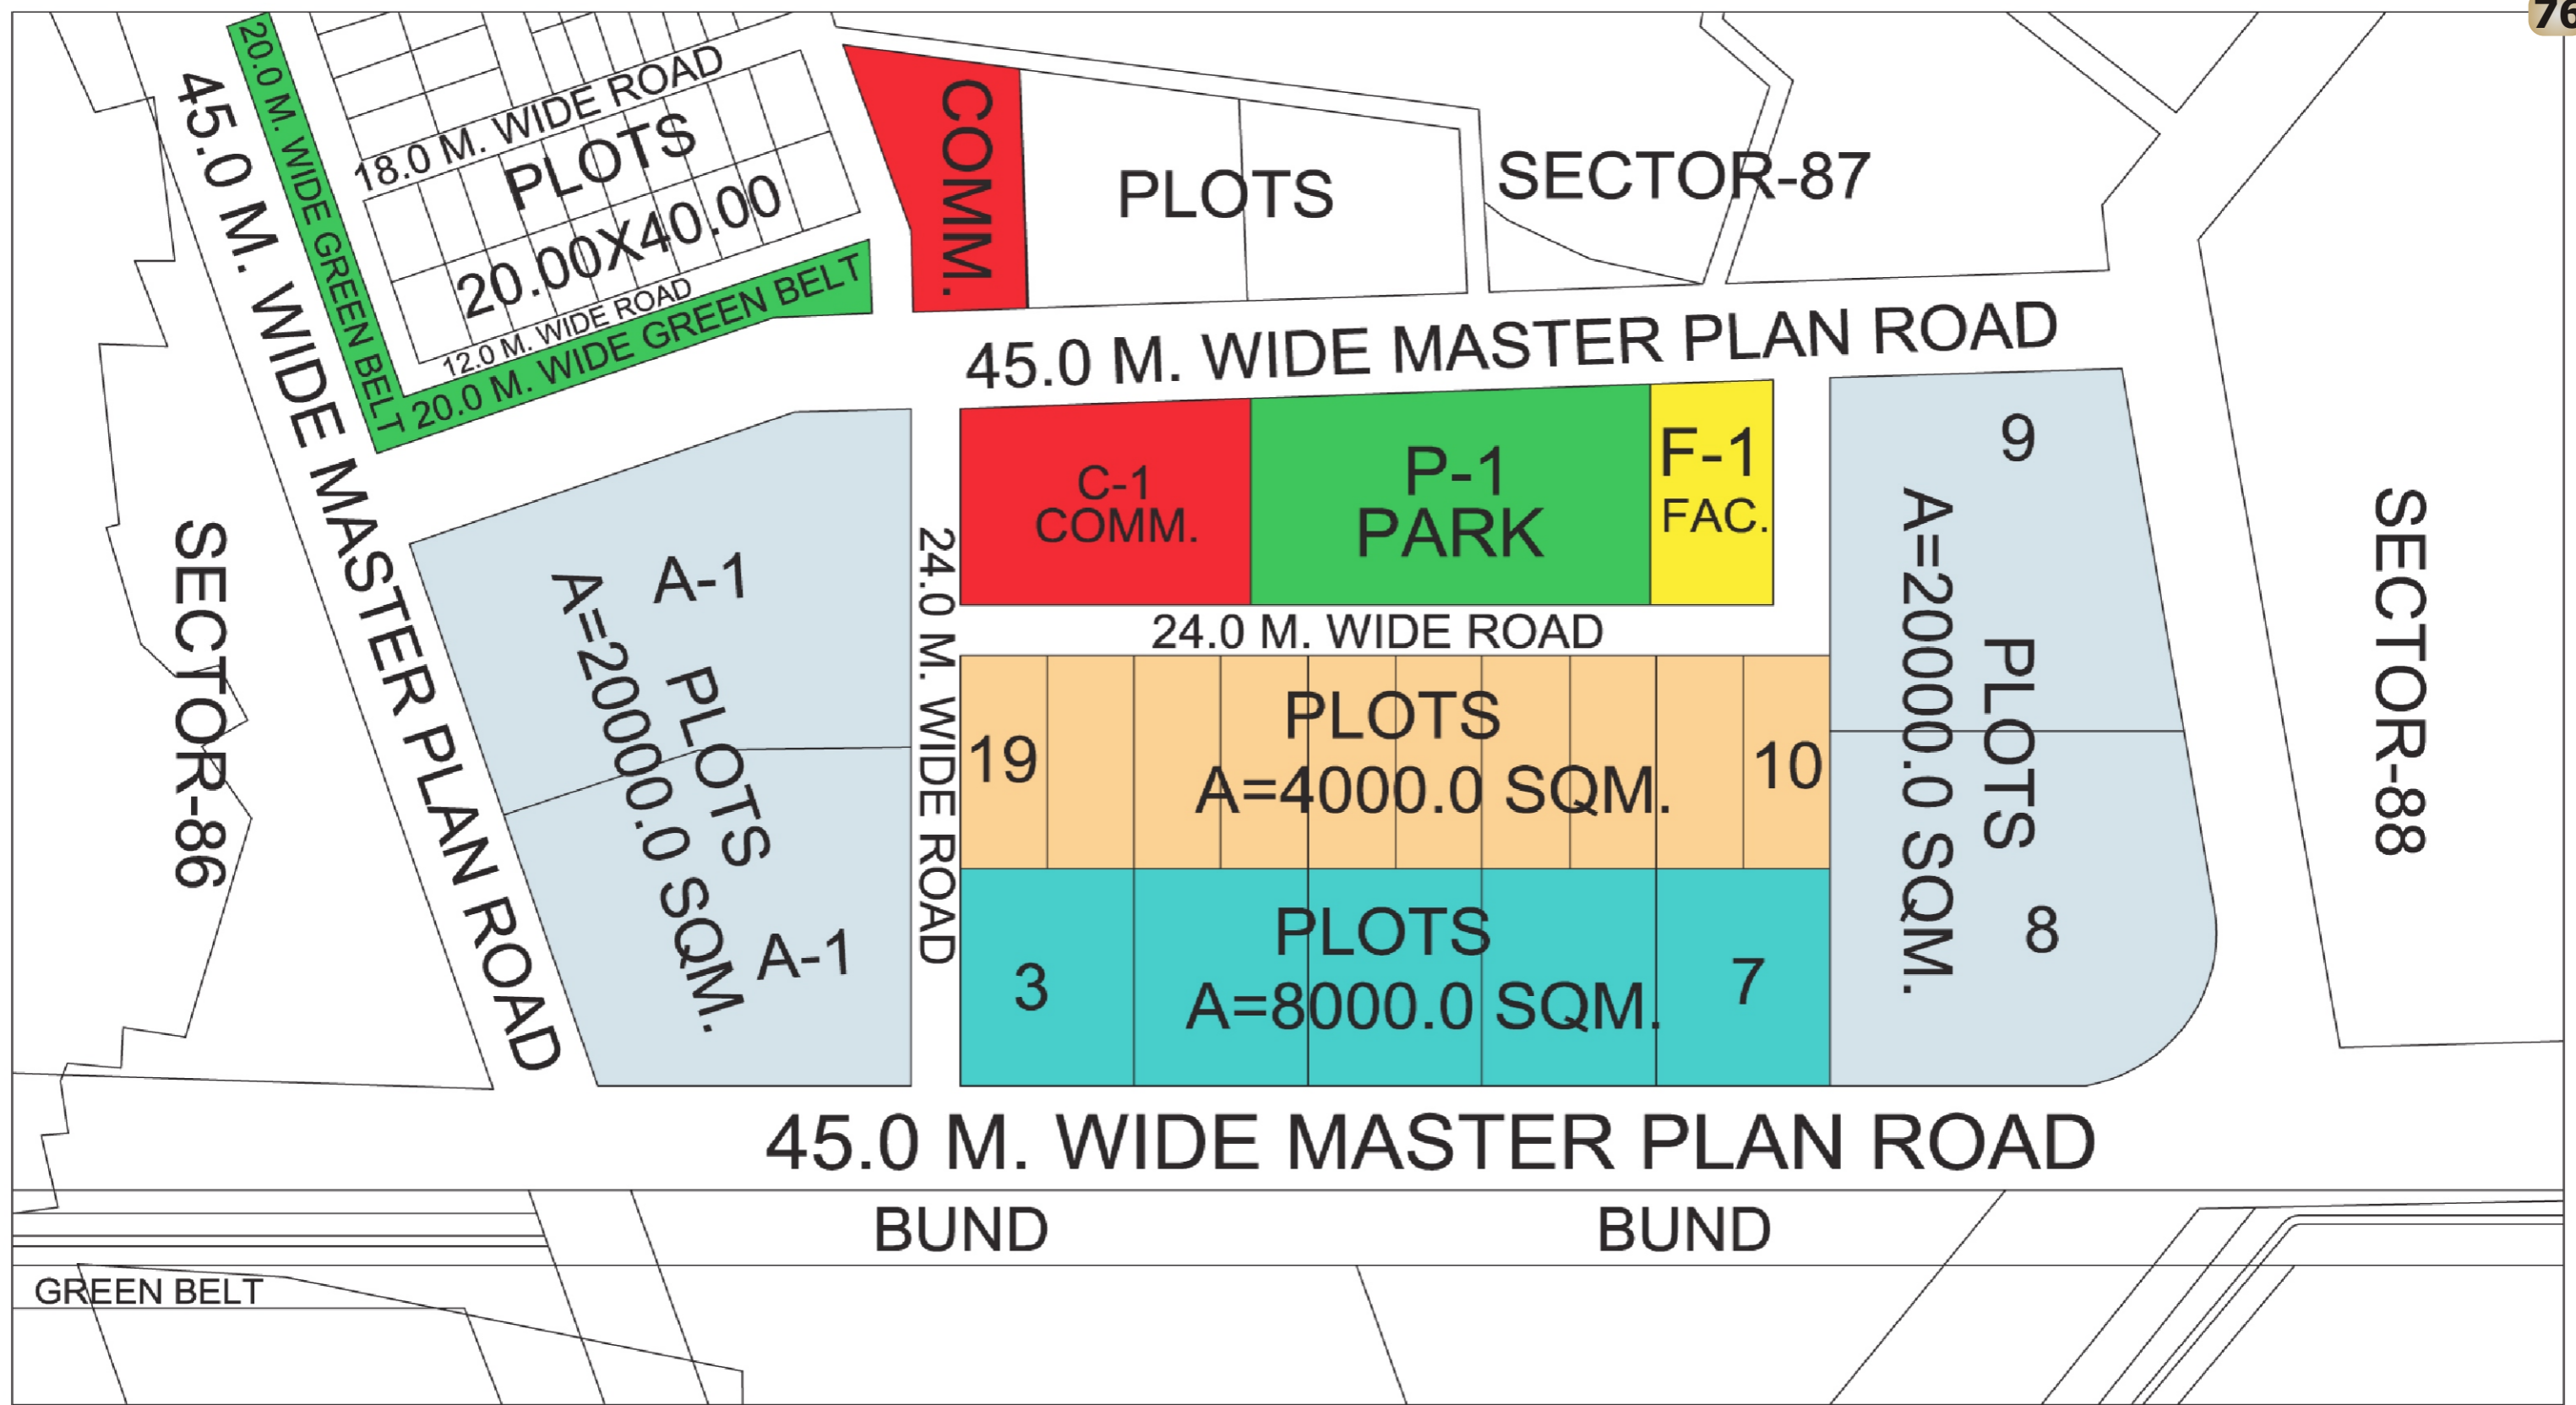 76
20.0 M. WIDE GREEN BELT
45.0 M. WIDE MASTER PLAN ROAD
18.0 M. WIDE ROAD
PLOTS
20.00X40.00
12.0 M. WIDE ROAD
20.0 M. WIDE GREEN BELT
COMM.
PLOTS
SECTOR-87
45.0 M. WIDE MASTER PLAN ROAD
SECTOR-86
A-1
PLOTS
A=20000.0 SQM.
A-1
24.0 M. WIDE ROAD
C-1
COMM.
P-1
PARK
F-1
FAC.
24.0 M. WIDE ROAD
19
PLOTS
A=4000.0 SQM.
10
3
PLOTS
A=8000.0 SQM.
7
9
PLOTS
A=20000.0 SQM.
8
SECTOR-88
45.0 M. WIDE MASTER PLAN ROAD
BUND
BUND
GREEN BELT